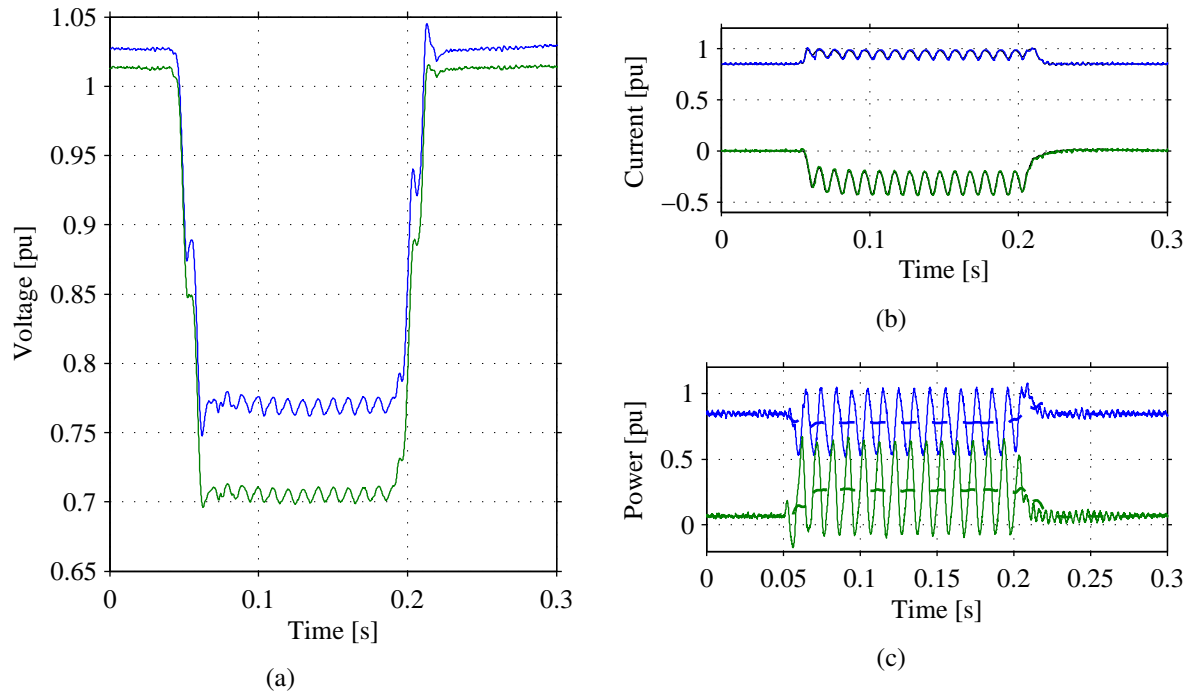 1.05
1
0.95
0.9
0.85
0.8
0.75
0.7
0.65
Voltage [pu]
0 0.1 0.2 0.3
Time [s]
(a)
1
0.5
0
−0.5
Current [pu]
0 0.1 0.2 0.3
Time [s]
(b)
1
0.5
0
Power [pu]
0 0.05 0.1 0.15 0.2 0.25 0.3
Time [s]
(c)